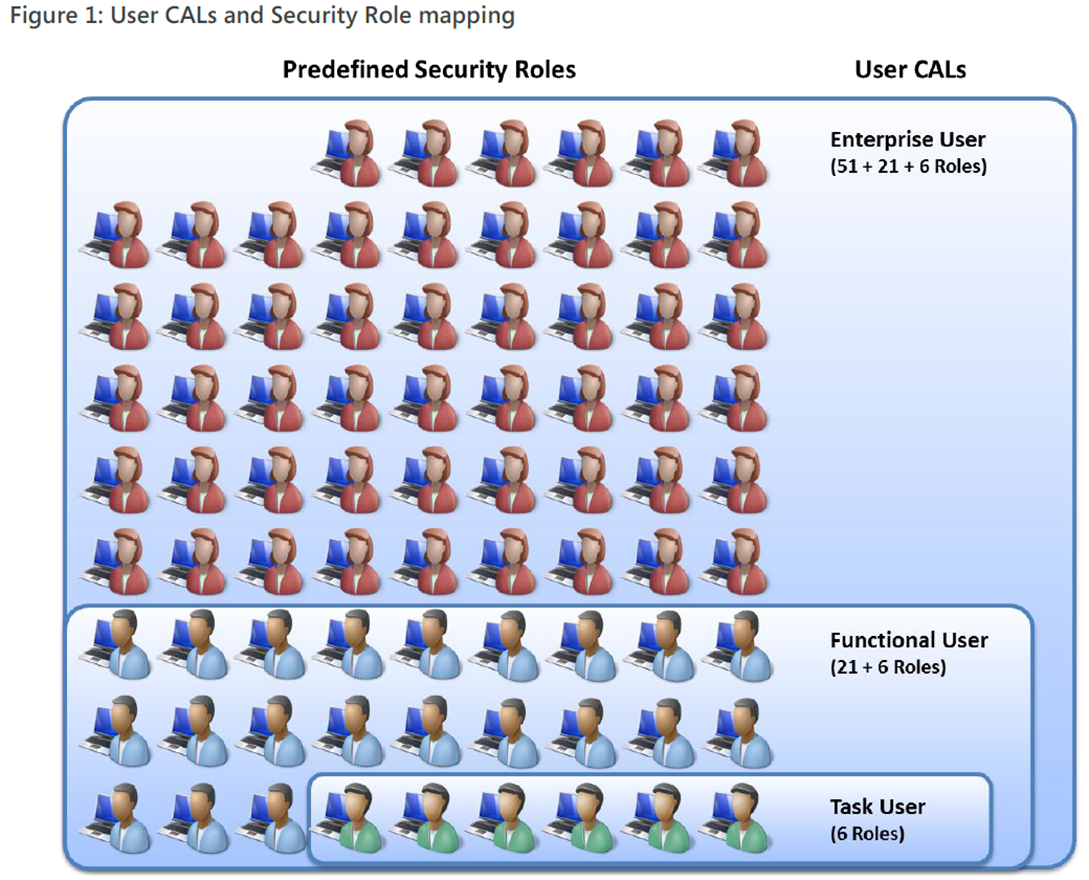 Figure 1: User CALs and Security Role mapping
Predefined Security Roles
User CALs
Enterprise User
(51 + 21 + 6 Roles)
Functional User
(21 + 6 Roles)
Task User
(6 Roles)